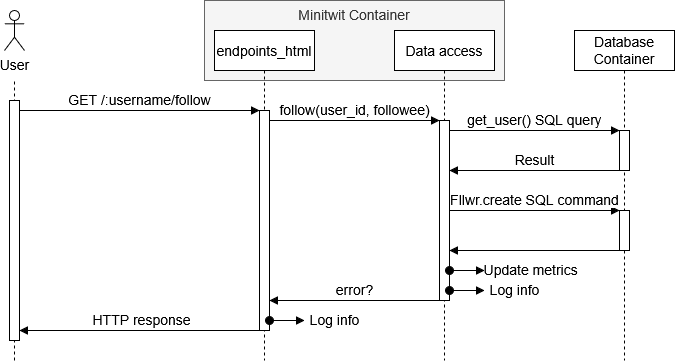 Minitwit Container
endpoints_html
Data access
Database
Container
User
GET /:username/follow
follow(user_id, followee)
get_user() SQL query
Result
Fllwr.create SQL command
Update metrics
Log info
error?
Log info
HTTP response